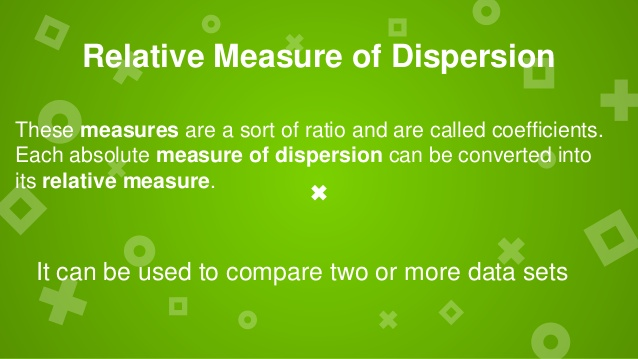 Relative Measure of Dispersion
These measures are a sort of ratio and are called coefficients.
Each absolute measure of dispersion can be converted into
its relative measure.
It can be used to compare two or more data sets